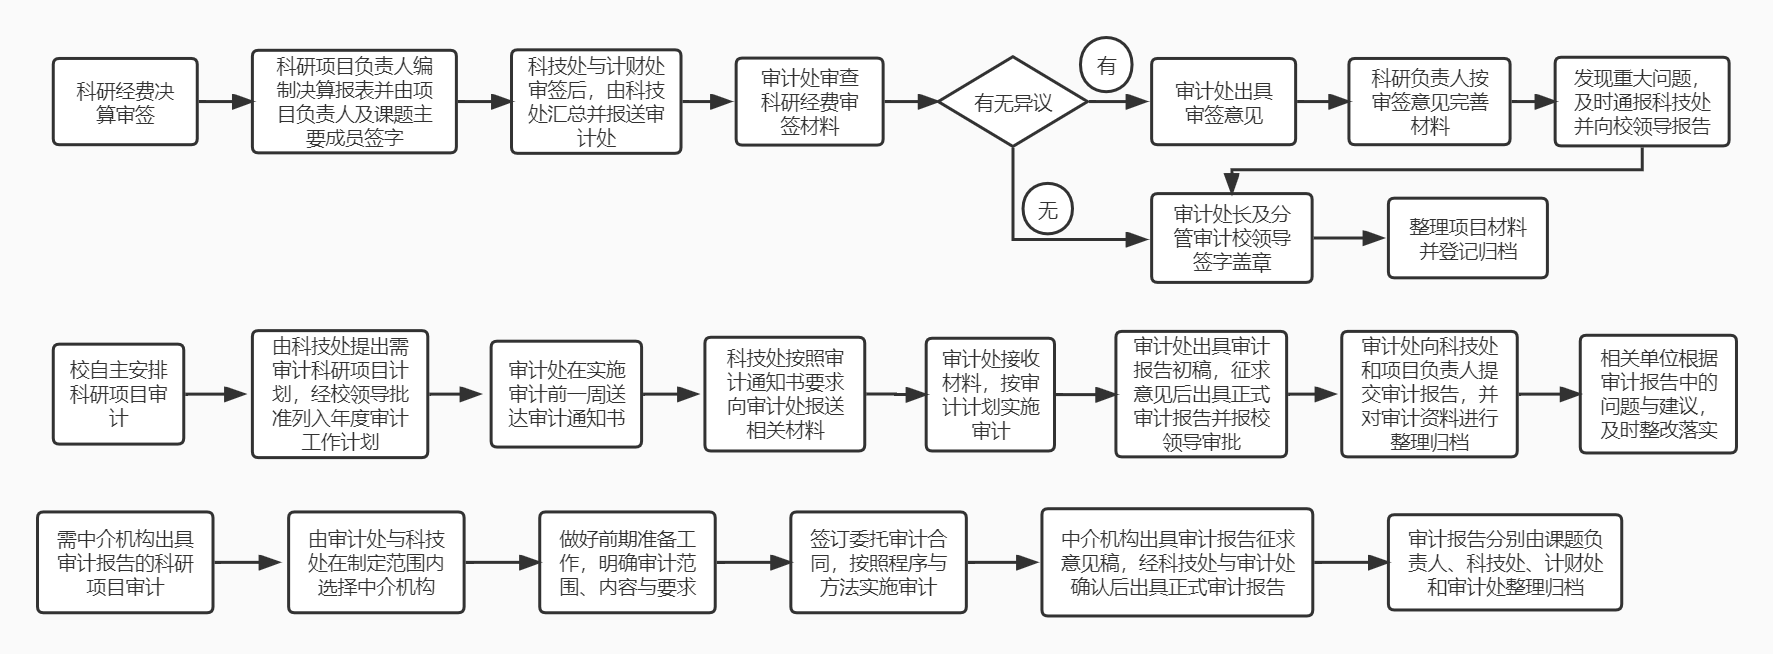 科研经费决
算审签
科研项目负责人编
制决算报表并由项
目负责人及课题主
要成员签字
科技处与计财处
审签后，由科技
处汇总并报送审
计处
审计处审查
科研经费审
签材料
有无异议
有
审计处出具
审签意见
科研负责人按
审签意见完善
材料
发现重大问题，
及时通报科技处
并向校领导报告
无
审计处长及分
管审计校领导
签字盖章
整理项目材料
并登记归档
校自主安排
科研项目审
计
由科技处提出需
审计科研项目计
划，经校领导批
准列入年度审计
工作计划
审计处在实施
审计前一周送
达审计通知书
科技处按照审
计通知书要求
向审计处报送
相关材料
审计处接收
材料，按审
计计划实施
审计
审计处出具审计
报告初稿，征求
意见后出具正式
审计报告并报校
领导审批
审计处向科技处
和项目负责人提
交审计报告，并
对审计资料进行
整理归档
相关单位根据
审计报告中的
问题与建议，
及时整改落实
需中介机构出具
审计报告的科研
项目审计
由审计处与科技
处在制定范围内
选择中介机构
做好前期准备工
作，明确审计范
围、内容与要求
签订委托审计合
同，按照程序与
方法实施审计
中介机构出具审计报告征求
意见稿，经科技处与审计处
确认后出具正式审计报告
审计报告分别由课题负
责人、科技处、计财处
和审计处整理归档